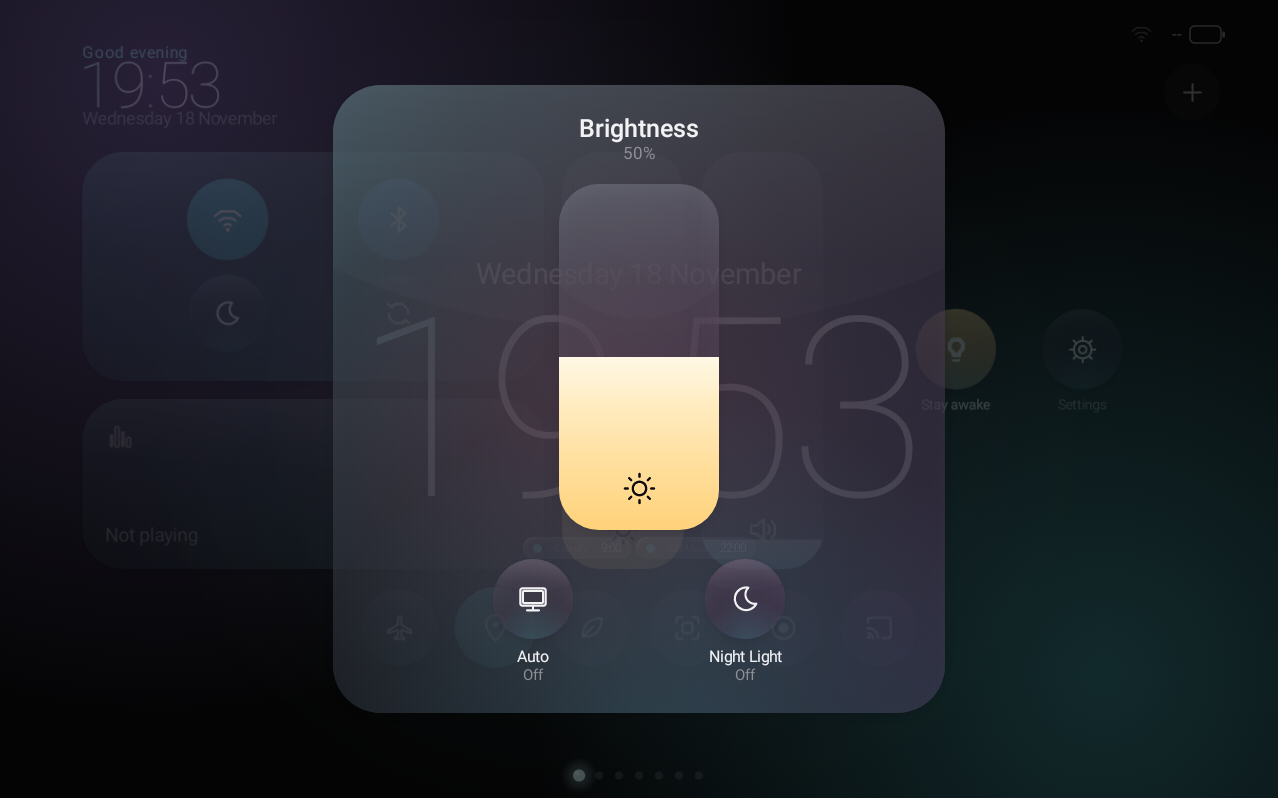 Good evening
19:53
Wednesday 18 November
--
Brightness
50%
Wednesday 18 November
19:53
Stay awake
Settings
Not playing
9:00
22:00
Auto
Off
Night Light
Off